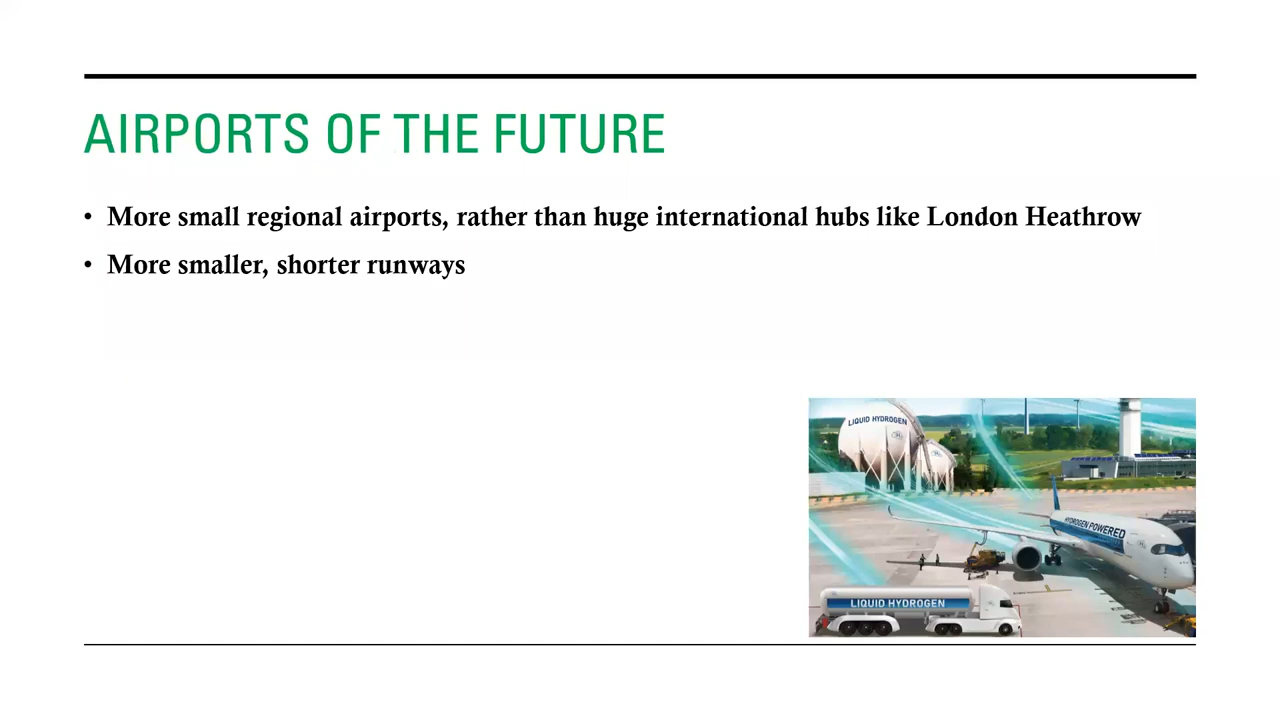 AIRPORTS OF THE FUTURE
• More small regional airports, rather than huge international hubs like London Heathrow
• More smaller, shorter runways
LIQUID HYDROGEN
HYDROGEN POWERED
LIQUID HYDROGEN